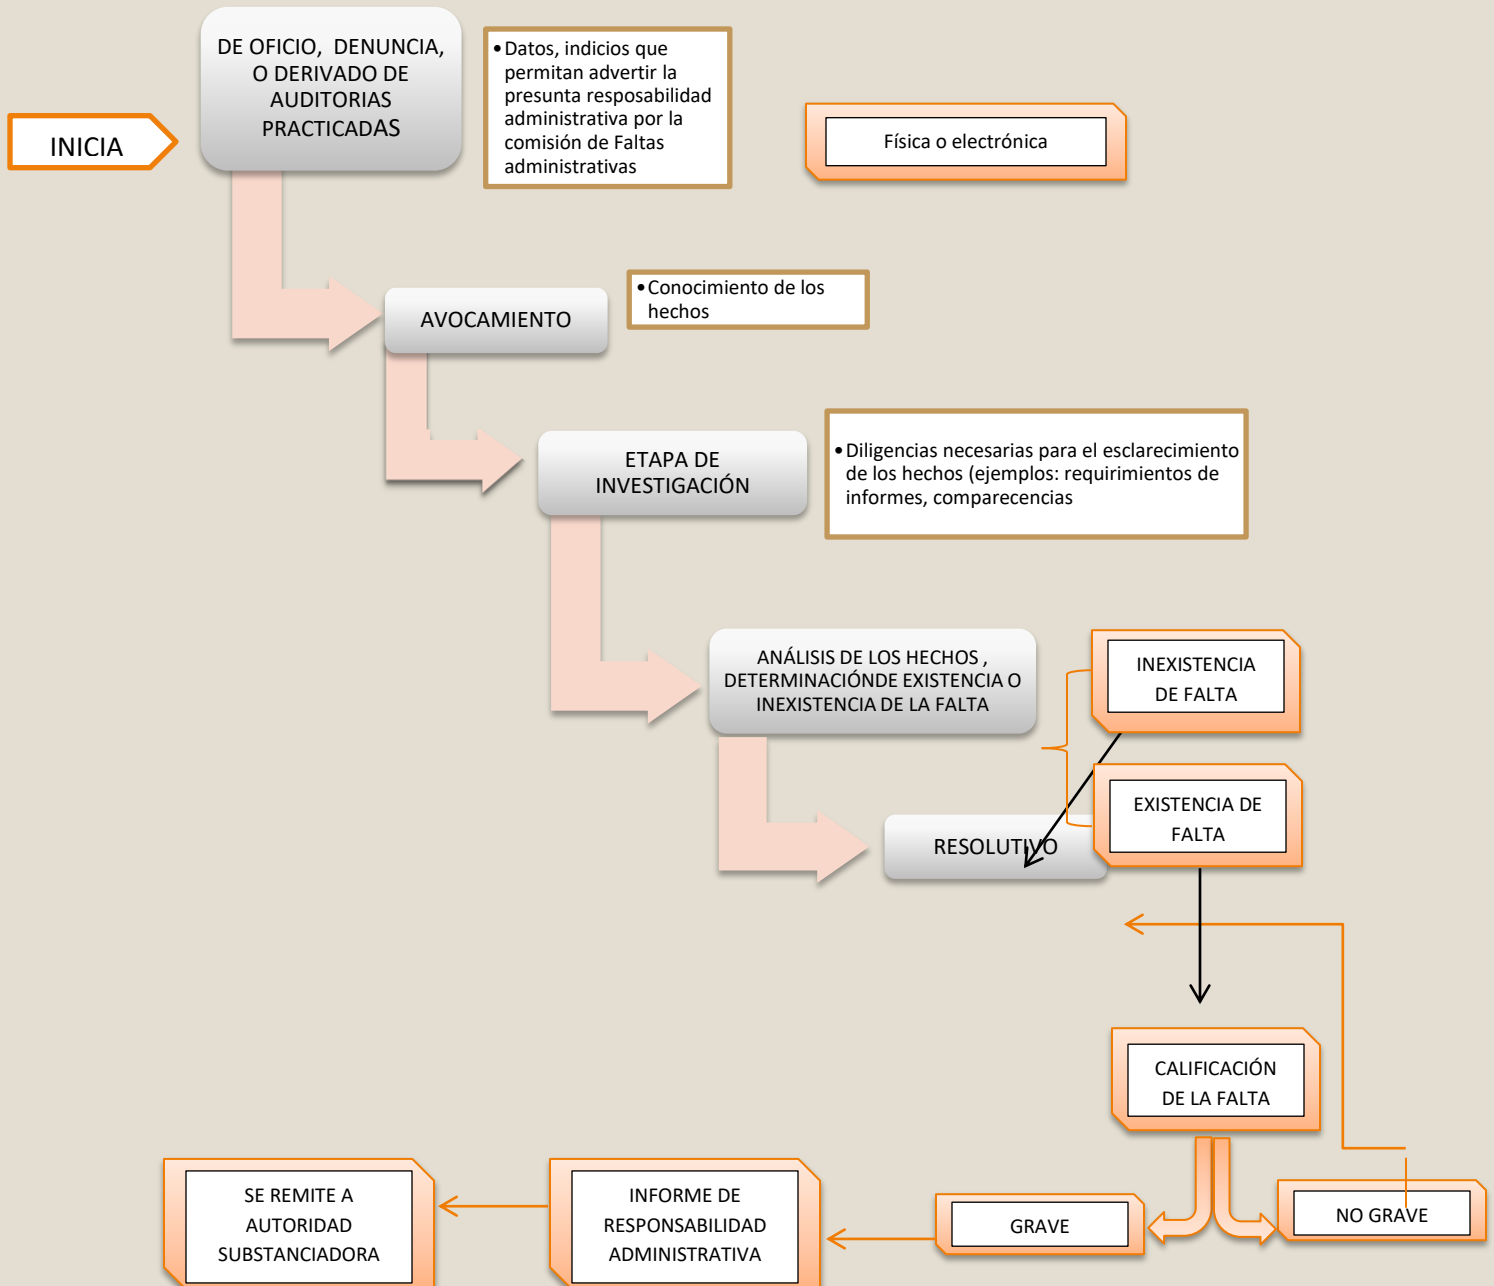 INICIA
DE OFICIO, DENUNCIA,
O DERIVADO DE
AUDITORIAS
PRACTICADAS
•Datos, indicios que
permitan advertir la
presunta resposabilidad
administrativa por la
comisión de Faltas
administrativas
Física o electrónica
AVOCAMIENTO
•Conocimiento de los
hechos
ETAPA DE
INVESTIGACIÓN
•Diligencias necesarias para el esclarecimiento
de los hechos (ejemplos: requirimientos de
informes, comparecencias
ANÁLISIS DE LOS HECHOS ,
DETERMINACIÓNDE EXISTENCIA O
INEXISTENCIA DE LA FALTA
INEXISTENCIA
DE FALTA
EXISTENCIA DE
FALTA
RESOLUTIVO
CALIFICACIÓN
DE LA FALTA
NO GRAVE
GRAVE
INFORME DE
RESPONSABILIDAD
ADMINISTRATIVA
SE REMITE A
AUTORIDAD
SUBSTANCIADORA